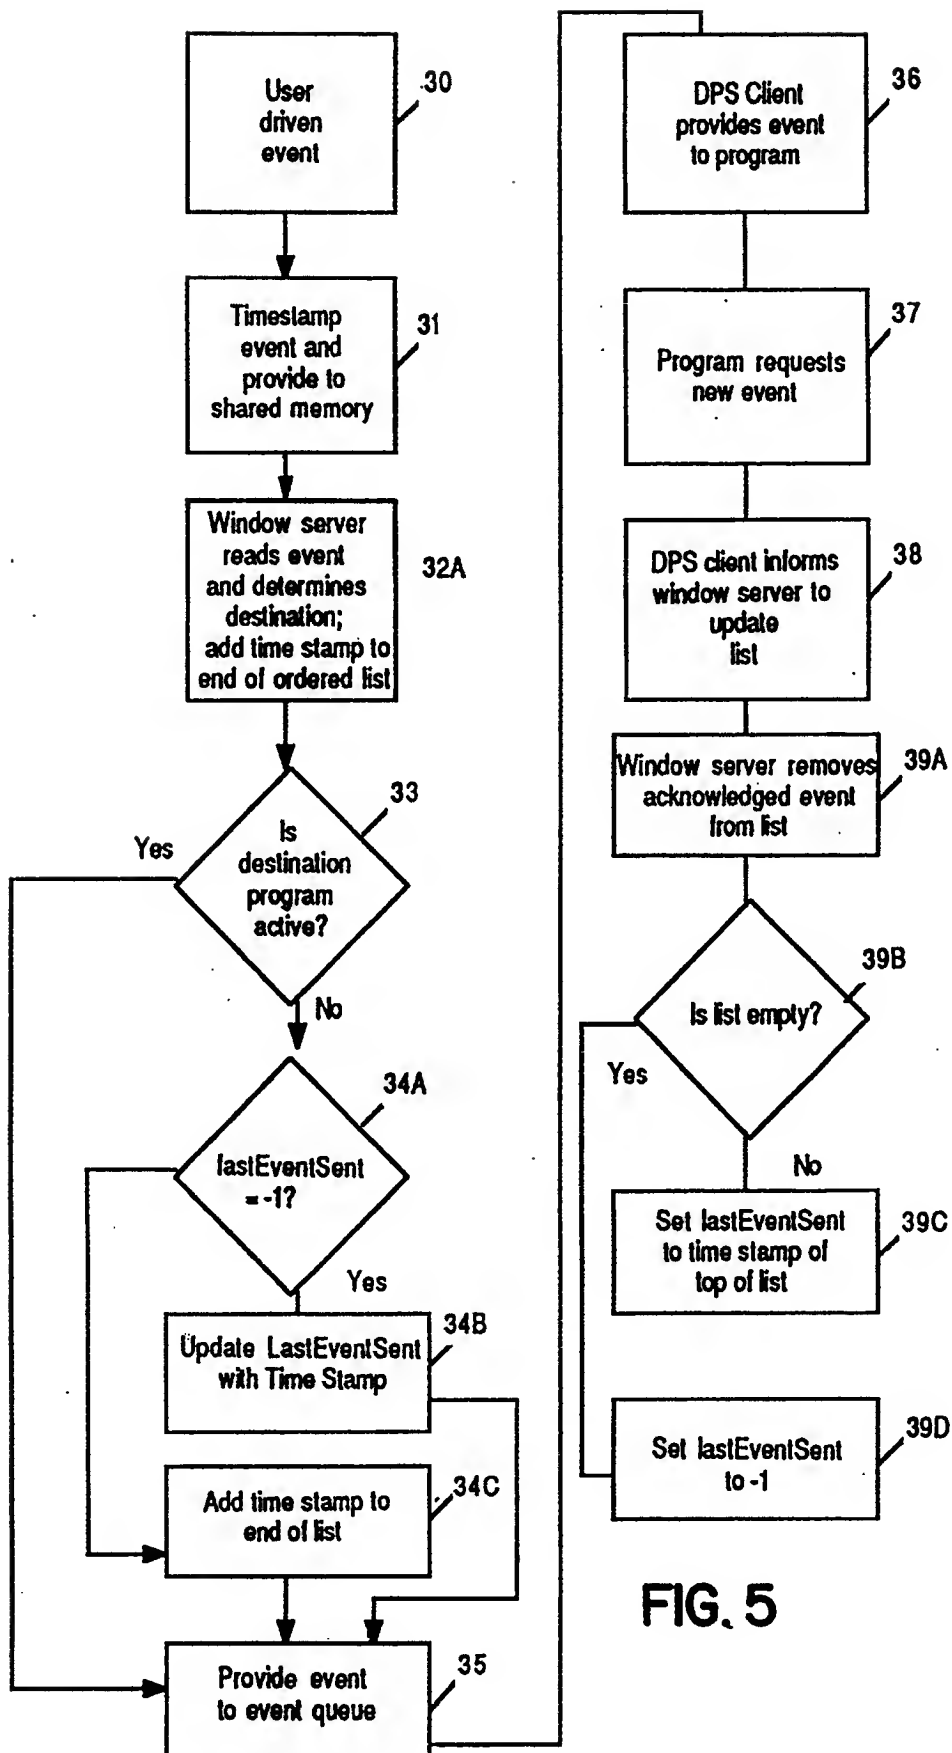 User
driven
event
30
Timestamp
event and
provide to
shared memory
31
Window server
reads event
and determines
destination;
add time stamp to
end of ordered list
32A
Is
destination
program
active?
33
Yes
No
lastEventSent
= -1?
34A
Yes
Update LastEventSent
with Time Stamp
34B
Add time stamp to
end of list
34C
Provide event
to event queue
35
DPS Client
provides event
to program
36
Program requests
new event
37
DPS client informs
window server to
update
list
38
Window server removes
acknowledged event
from list
39A
Is list empty?
39B
Yes
No
Set lastEventSent
to time stamp of
top of list
39C
Set lastEventSent
to -1
39D
FIG. 5